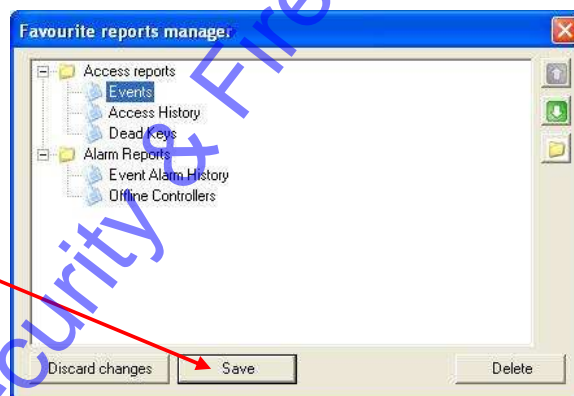 Favourite reports manager
Access reports
Events
Access History
Dead Keys
Alarm Reports
Event Alarm History
Offline Controllers
Discard changes Save Delete
curity & Fire